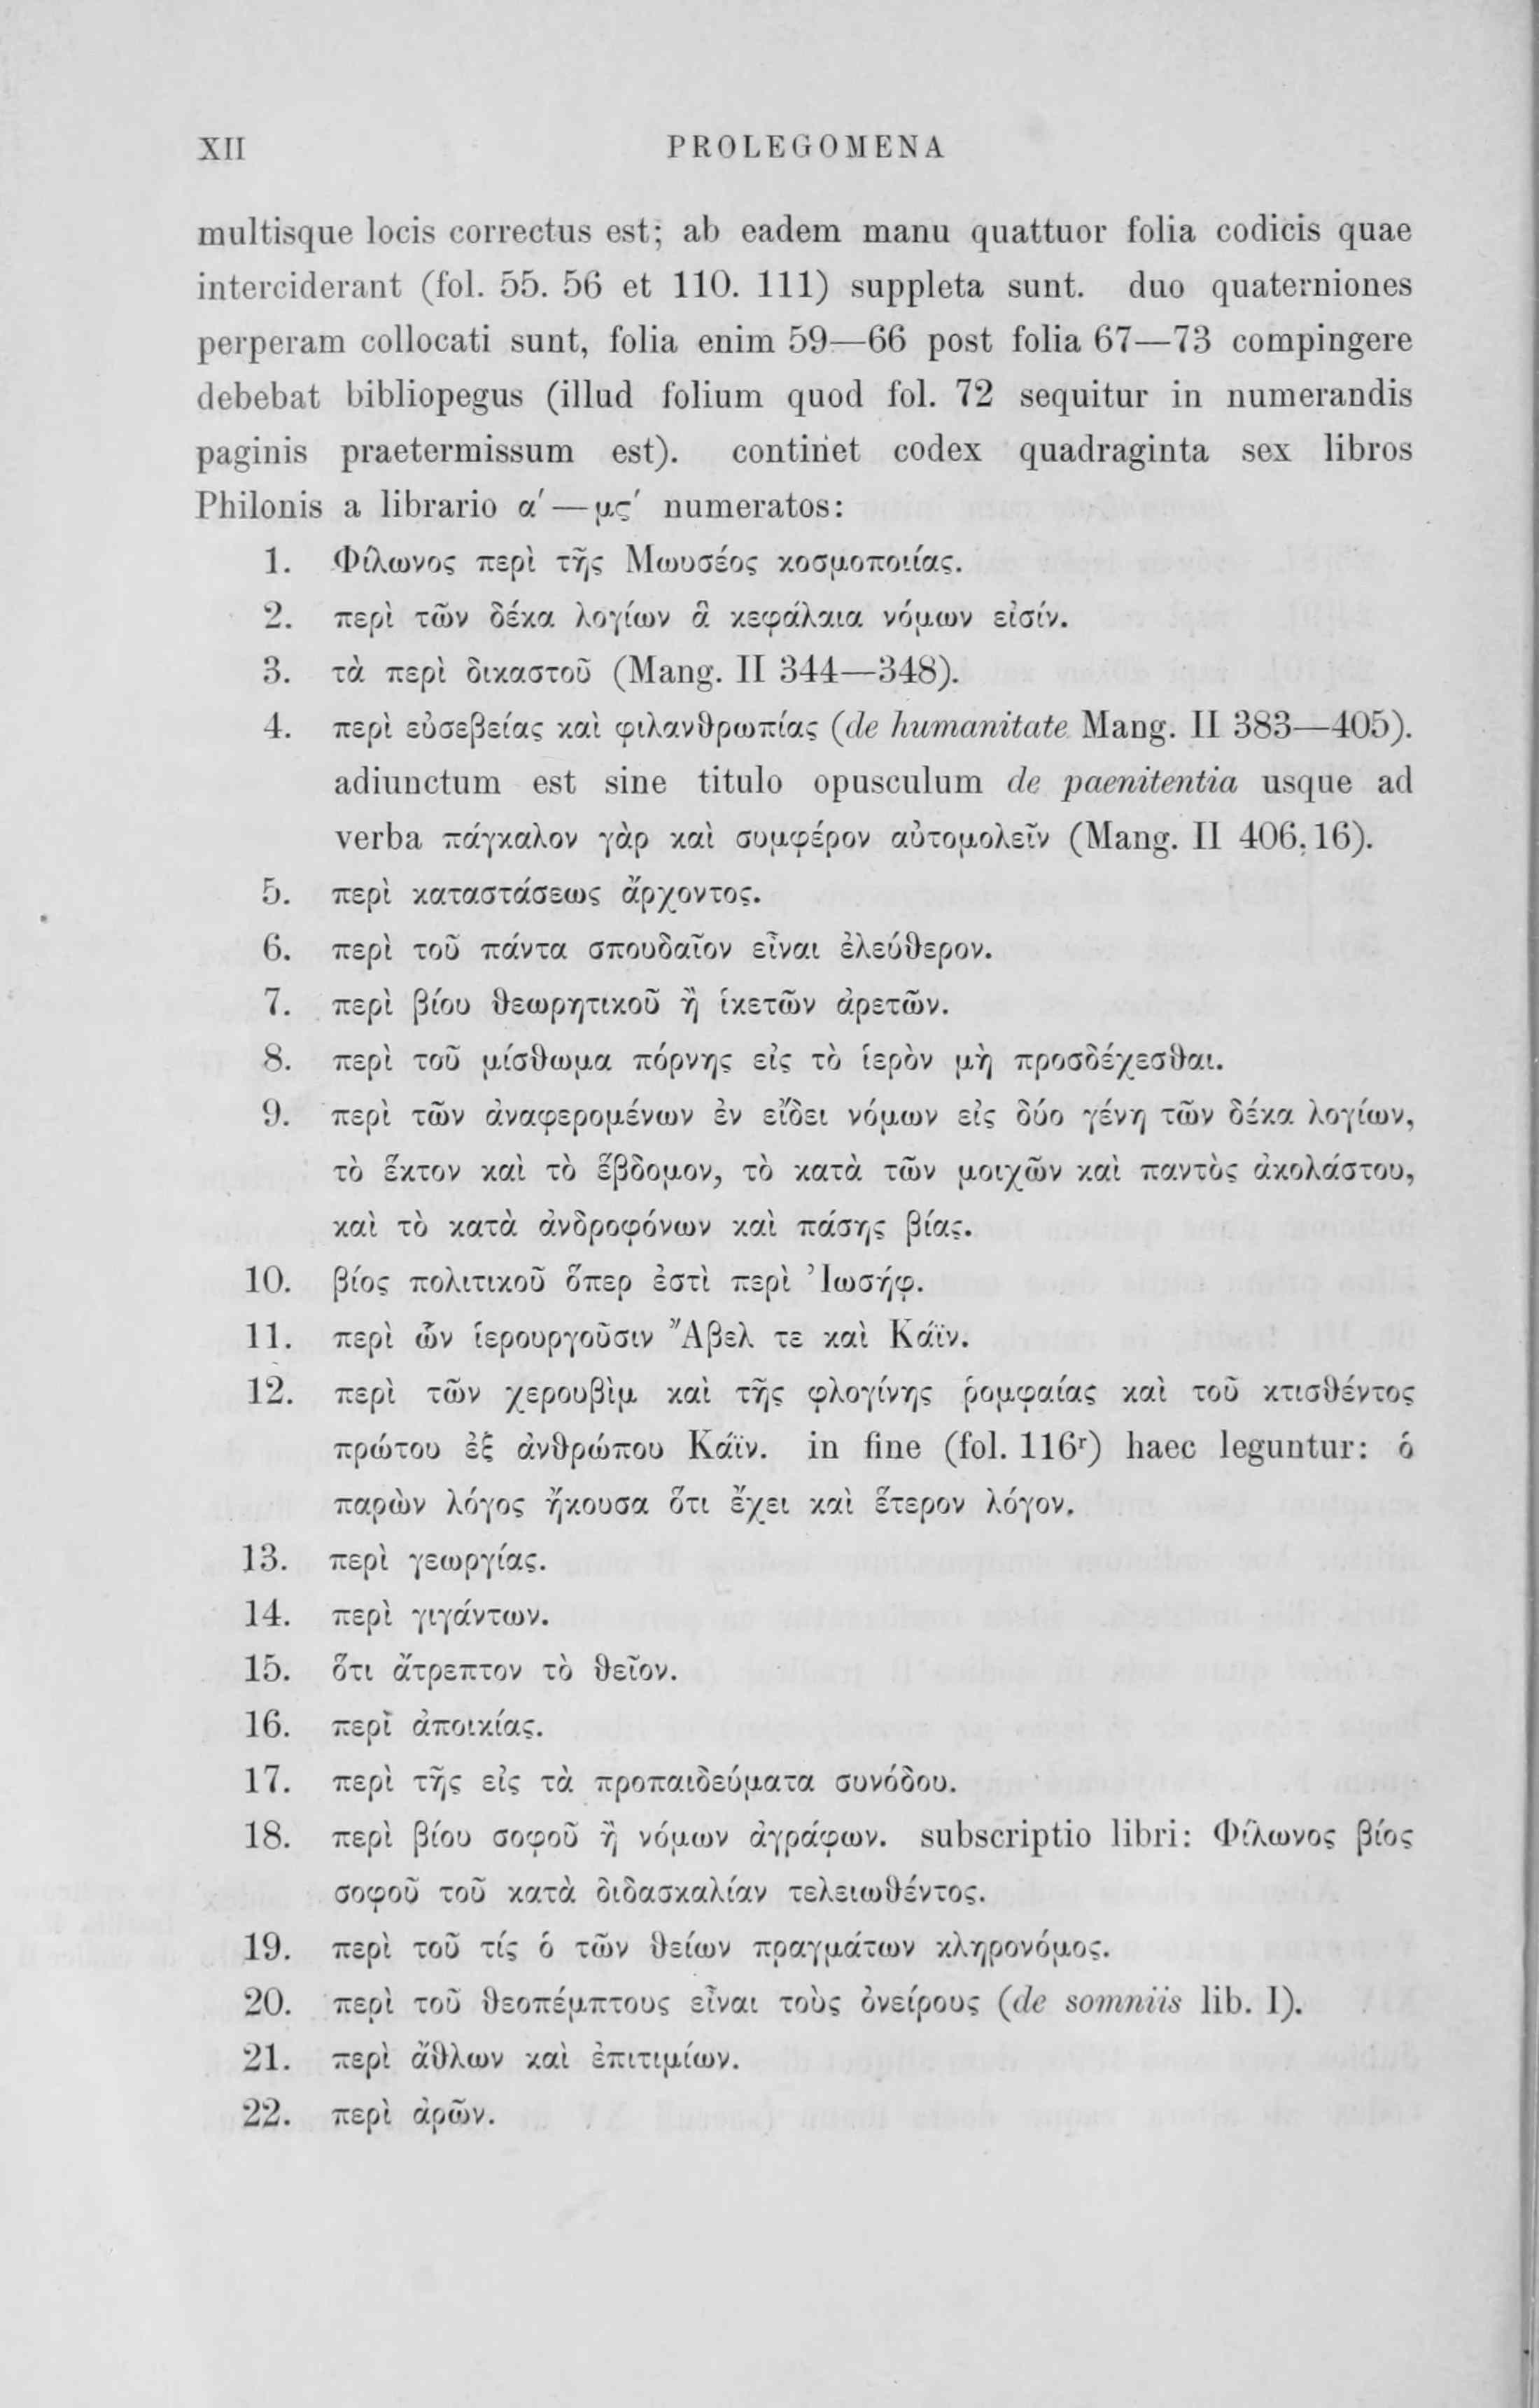 XII PROLEGOMENA
multisque locis correctus est; ab eadem manu quattuor folia codicis quae
interciderant (fol. 55. 56 et 110. 111) suppleta sunt. duo quaterniones
perperam collocati sunt, folia enim 59—66 post folia 67—73 compingere
debebat bibliopegus (illud folium quod fol. 72 sequitur in numerandis
paginis praetermissum est). continet codex quadraginta sex libros
Philonis a librario α′ — μς′ numeratos:
1. Φίλωνος περὶ τῆς Μωυσέος κοσμοποιίας.
2. περὶ τῶν δέκα λογίων ἃ κεφάλαια νόμων εἰσίν.
3. τὰ περὶ δικαστοῦ (Mang. II 344—348).
4. περὶ εὐσεβείας καὶ φιλανθρωπίας (de humanitate Mang. II 383—405).
adiunctum est sine titulo opusculum de paenitentia usque ad
verba πάγκαλον γὰρ καὶ συμφέρον αὐτομολεῖν (Mang. II 406,16).
5. περὶ καταστάσεως ἄρχοντος.
6. περὶ τοῦ πάντα σπουδαῖον εἶναι ἐλεύθερον.
7. περὶ βίου θεωρητικοῦ ἢ ἱκετῶν ἀρετῶν.
8. περὶ τοῦ μίσθωμα πόρνης εἰς τὸ ἱερὸν μὴ προσδέχεσθαι.
9. περὶ τῶν ἀναφερομένων ἐν εἴδει νόμων εἰς δύο γένη τῶν δέκα λογίων,
τὸ ἕκτον καὶ τὸ ἕβδομον, τὸ κατὰ τῶν μοιχῶν καὶ παντὸς ἀκολάστου,
καὶ τὸ κατὰ ἀνδροφόνων καὶ πάσης βίας.
10. βίος πολιτικοῦ ὅπερ ἐστὶ περὶ Ἰωσήφ.
11. περὶ ὧν ἱερουργοῦσιν Ἄβελ τε καὶ Κάϊν.
12. περὶ τῶν χερουβὶμ καὶ τῆς φλογίνης ῥομφαίας καὶ τοῦ κτισθέντος
πρώτου ἐξ ἀνθρώπου Κάϊν. in fine (fol. 116ʳ) haec leguntur: ὁ
παρὼν λόγος ἤκουσα ὅτι ἔχει καὶ ἕτερον λόγον.
13. περὶ γεωργίας.
14. περὶ γιγάντων.
15. ὅτι ἄτρεπτον τὸ θεῖον.
16. περὶ ἀποικίας.
17. περὶ τῆς εἰς τὰ προπαιδεύματα συνόδου.
18. περὶ βίου σοφοῦ ἢ νόμων ἀγράφων. subscriptio libri: Φίλωνος βίος
σοφοῦ τοῦ κατὰ διδασκαλίαν τελειωθέντος.
19. περὶ τοῦ τίς ὁ τῶν θείων πραγμάτων κληρονόμος.
20. περὶ τοῦ θεοπέμπτους εἶναι τοὺς ὀνείρους (de somniis lib. I).
21. περὶ ἄθλων καὶ ἐπιτιμίων.
22. περὶ ἀρῶν.